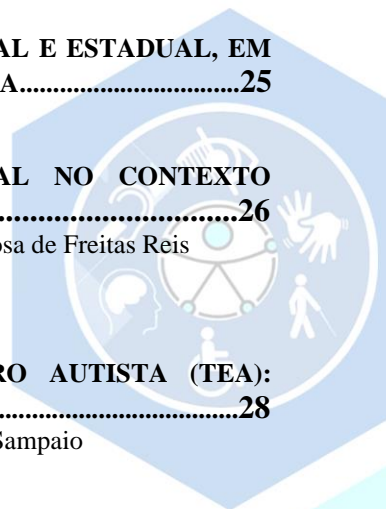 AL E ESTADUAL, EM
A.................................25
AL NO CONTEXTO
...................................26
osa de Freitas Reis
RO AUTISTA (TEA):
...................................28
Sampaio